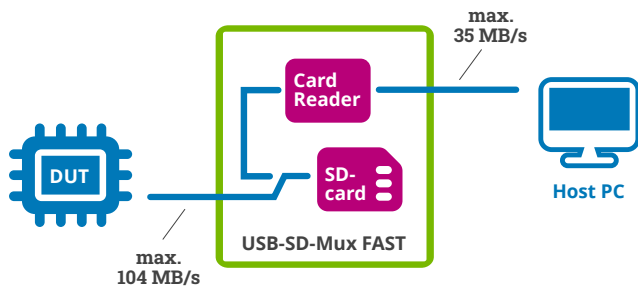 max.
35 MB/s
Card
Reader
DUT
SD-
card
Host PC
USB-SD-Mux FAST
max.
104 MB/s